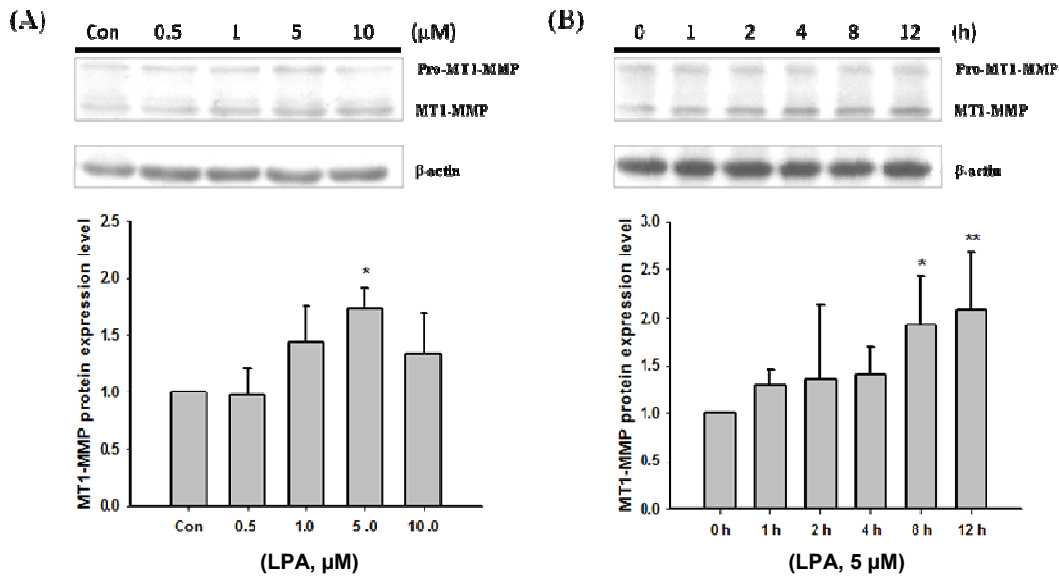 (A)
Con 0.5 1 5 10 (µM)
Pro-MT1-MMP
MT1-MMP
β-actin
MT1-MMP protein expression level
2.5
2.0
1.5
1.0
0.5
0.0
*
Con 0.5 1.0 5.0 10.0
(LPA, µM)
(B)
0 1 2 4 8 12 (h)
Pro-MT1-MMP
MT1-MMP
β-actin
MT1-MMP protein expression level
3.0
2.5
2.0
1.5
1.0
0.5
0.0
* **
0 h 1 h 2 h 4 h 8 h 12 h
(LPA, 5 µM)